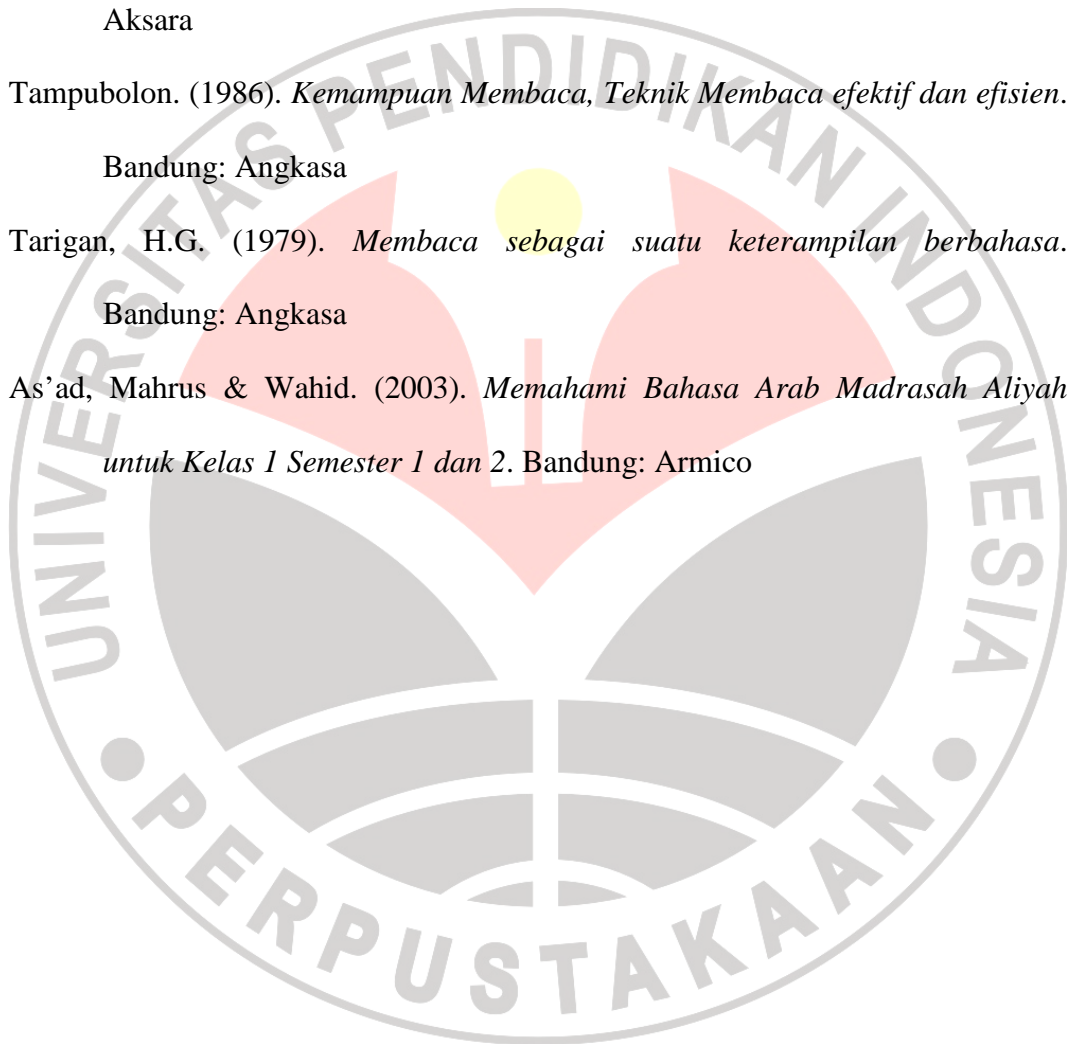 Aksara
Tampubolon. (1986). Kemampuan Membaca, Teknik Membaca efektif dan efisien.
Bandung: Angkasa
Tarigan, H.G. (1979). Membaca sebagai suatu keterampilan berbahasa.
Bandung: Angkasa
As’ad, Mahrus & Wahid. (2003). Memahami Bahasa Arab Madrasah Aliyah
untuk Kelas 1 Semester 1 dan 2. Bandung: Armico
UNIVERSITAS PENDIDIKAN INDONESIA
PERPUSTAKAAN